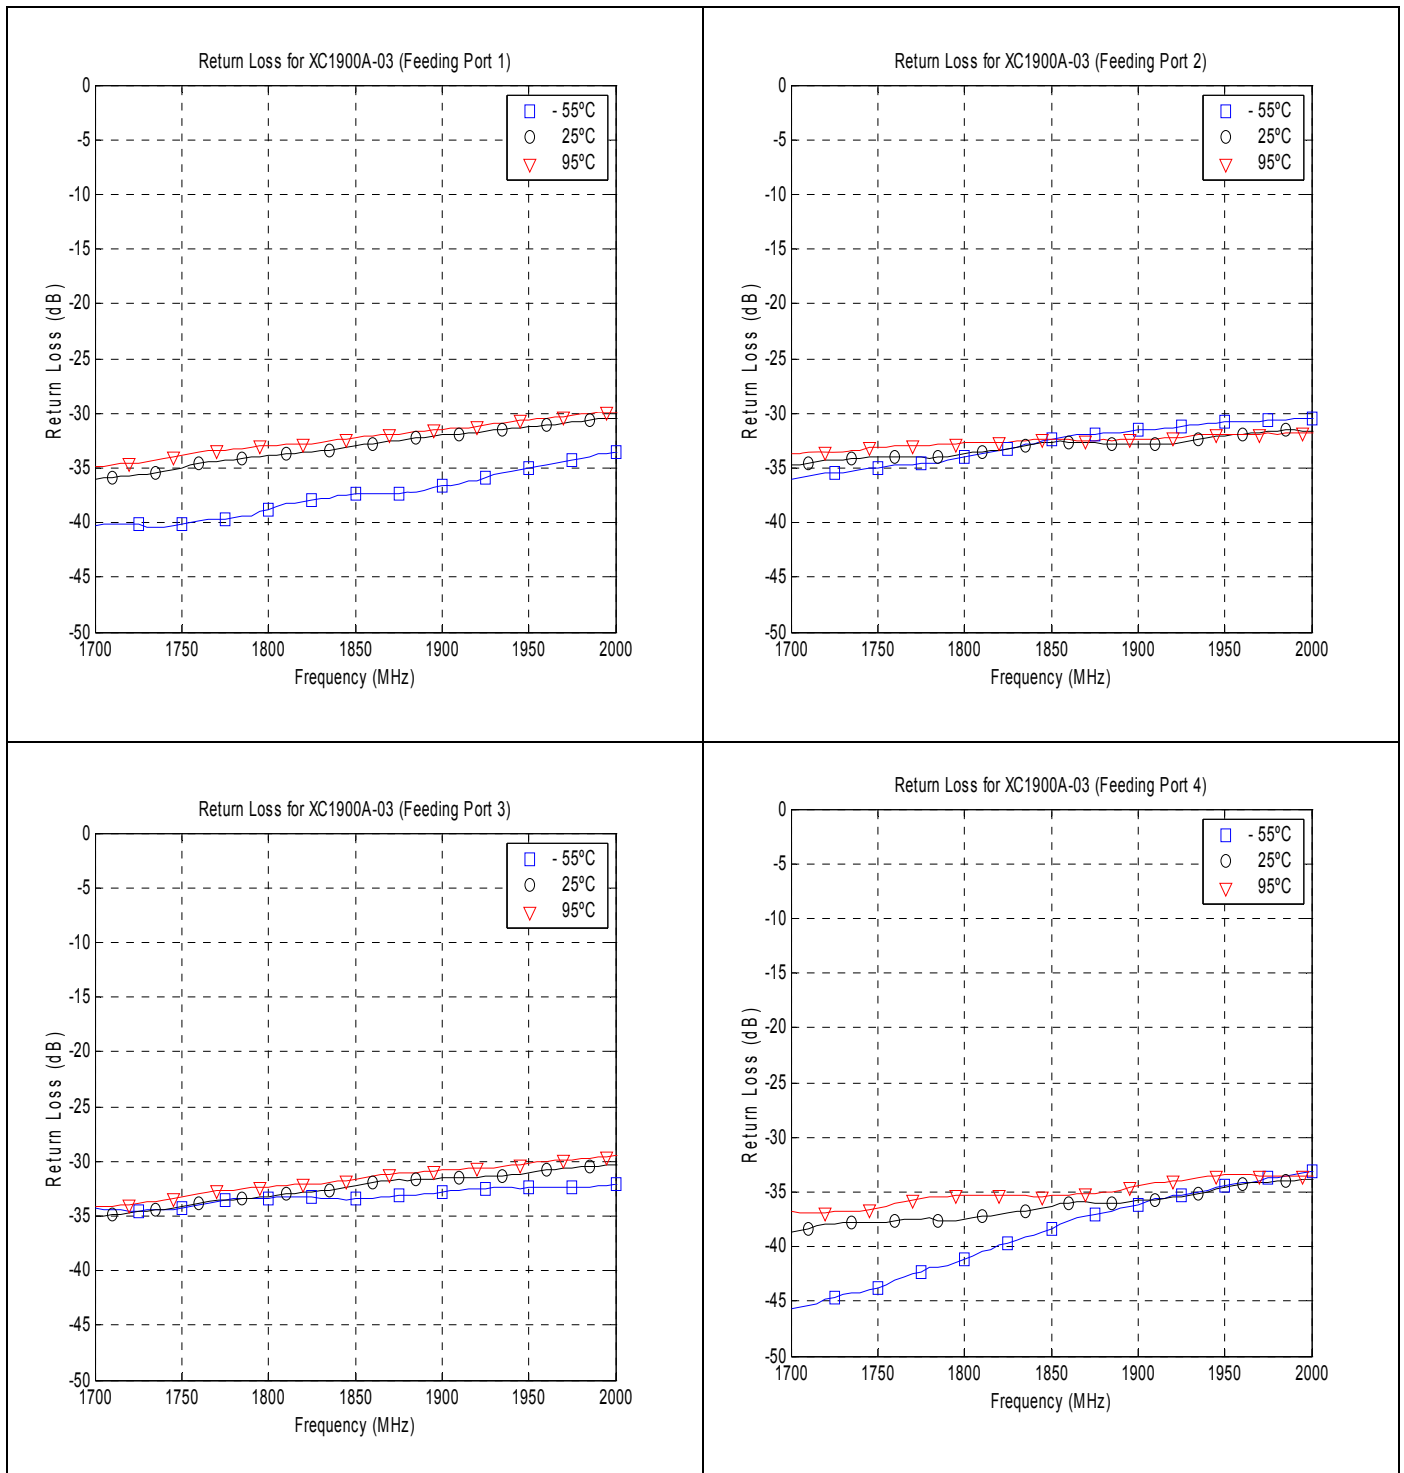 Return Loss for XC1900A-03 (Feeding Port 1)
0
-5
-10
-15
-20
-25
-30
-35
-40
-45
-50
Return Loss (dB)
1700 1750 1800 1850 1900 1950 2000
Frequency (MHz)
- 55ºC
25ºC
95ºC
Return Loss for XC1900A-03 (Feeding Port 2)
0
-5
-10
-15
-20
-25
-30
-35
-40
-45
-50
Return Loss (dB)
1700 1750 1800 1850 1900 1950 2000
Frequency (MHz)
- 55ºC
25ºC
95ºC
Return Loss for XC1900A-03 (Feeding Port 3)
0
-5
-10
-15
-20
-25
-30
-35
-40
-45
-50
Return Loss (dB)
1700 1750 1800 1850 1900 1950 2000
Frequency (MHz)
- 55ºC
25ºC
95ºC
Return Loss for XC1900A-03 (Feeding Port 4)
0
-5
-10
-15
-20
-25
-30
-35
-40
-45
-50
Return Loss (dB)
1700 1750 1800 1850 1900 1950 2000
Frequency (MHz)
- 55ºC
25ºC
95ºC